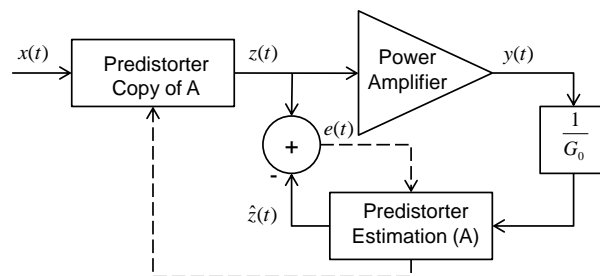 x(t)
Predistorter
Copy of A
z(t)
Power
Amplifier
y(t)
1
G₀
+
-
e(t)
ẑ(t)
Predistorter
Estimation (A)